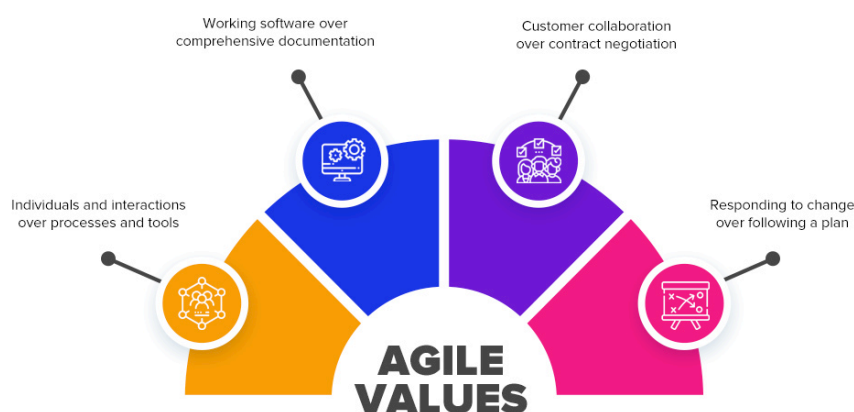 Working software over
comprehensive documentation
Customer collaboration
over contract negotiation
Individuals and interactions
over processes and tools
Responding to change
over following a plan
AGILE
VALUES